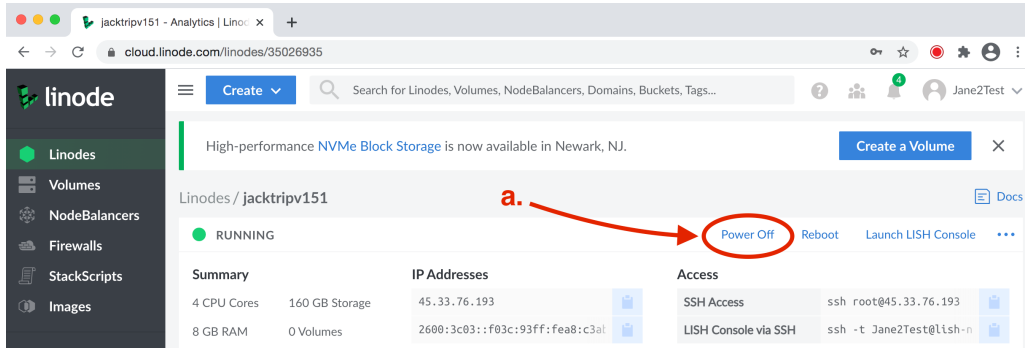 jacktripv151 - Analytics | Linod
cloud.linode.com/linodes/35026935
linode
Create
Search for Linodes, Volumes, NodeBalancers, Domains, Buckets, Tags...
4
Jane2Test
Linodes
Volumes
NodeBalancers
Firewalls
StackScripts
Images
High-performance NVMe Block Storage is now available in Newark, NJ.
Create a Volume
Linodes / jacktripv151
a.
Docs
RUNNING
Power Off
Reboot
Launch LISH Console
Summary
4 CPU Cores 160 GB Storage
8 GB RAM 0 Volumes
IP Addresses
45.33.76.193
2600:3c03::f03c:93ff:fea8:c3ab
Access
SSH Access ssh root@45.33.76.193
LISH Console via SSH ssh -t Jane2Test@lish-n